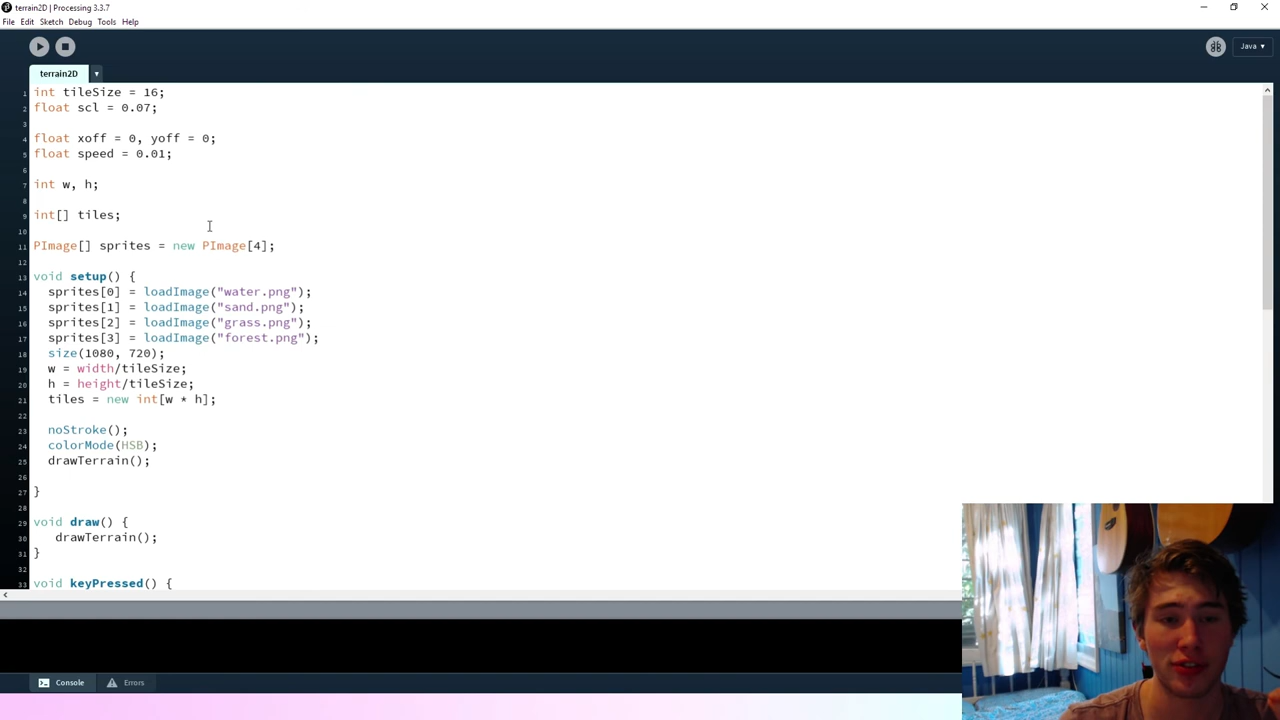 terrain2D | Processing 3.3.7
File Edit Sketch Debug Tools Help
Java ▾
terrain2D ▾
1 int tileSize = 16;
2 float scl = 0.07;
3
4 float xoff = 0, yoff = 0;
5 float speed = 0.01;
6
7 int w, h;
8
9 int[] tiles;
10
11 PImage[] sprites = new PImage[4];
12
13 void setup() {
14 sprites[0] = loadImage("water.png");
15 sprites[1] = loadImage("sand.png");
16 sprites[2] = loadImage("grass.png");
17 sprites[3] = loadImage("forest.png");
18 size(1080, 720);
19 w = width/tileSize;
20 h = height/tileSize;
21 tiles = new int[w * h];
22
23 noStroke();
24 colorMode(HSB);
25 drawTerrain();
26
27 }
28
29 void draw() {
30 drawTerrain();
31 }
32
33 void keyPressed() {
Console Errors